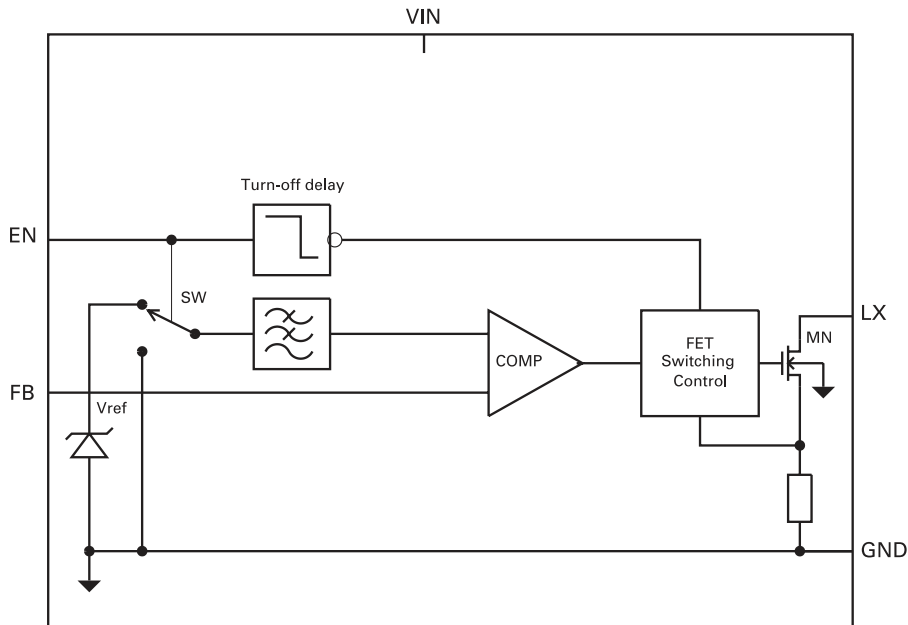 VIN
Turn-off delay
EN
SW
LX
MN
FET
Switching
Control
COMP
FB
Vref
GND